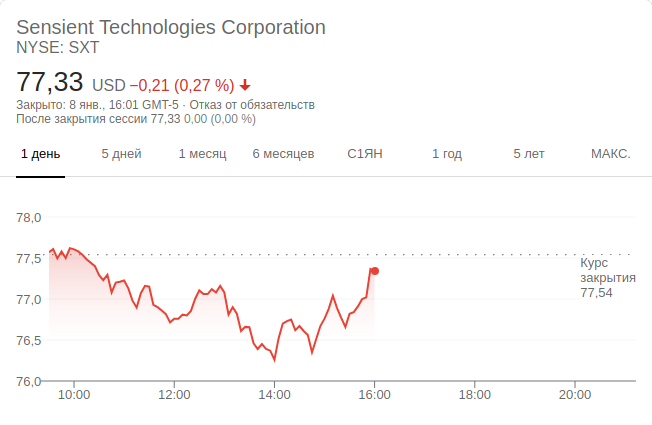 Sensient Technologies Corporation
NYSE: SXT
77,33 USD −0,21 (0,27 %)
Закрыто: 8 янв., 16:01 GMT-5 · Отказ от обязательств
После закрытия сессии 77,33 0,00 (0,00 %)
1 день 5 дней 1 месяц 6 месяцев С1ЯН 1 год 5 лет МАКС.
78,0
77,5
Курс
закрытия
77,54
77,0
76,5
76,0
10:00 12:00 14:00 16:00 18:00 20:00